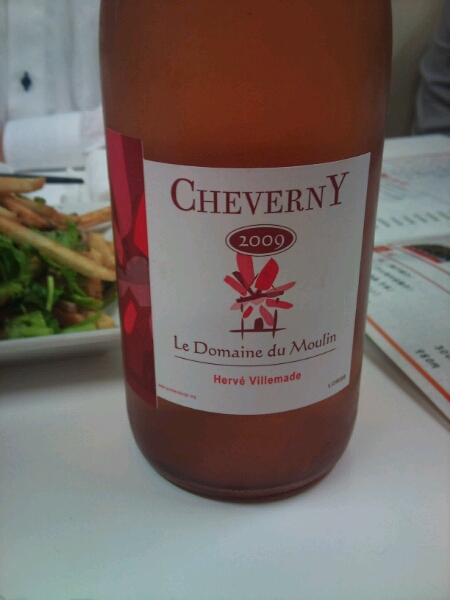 CHEVERNY
2009
Le Domaine du Moulin
Hervé Villemade